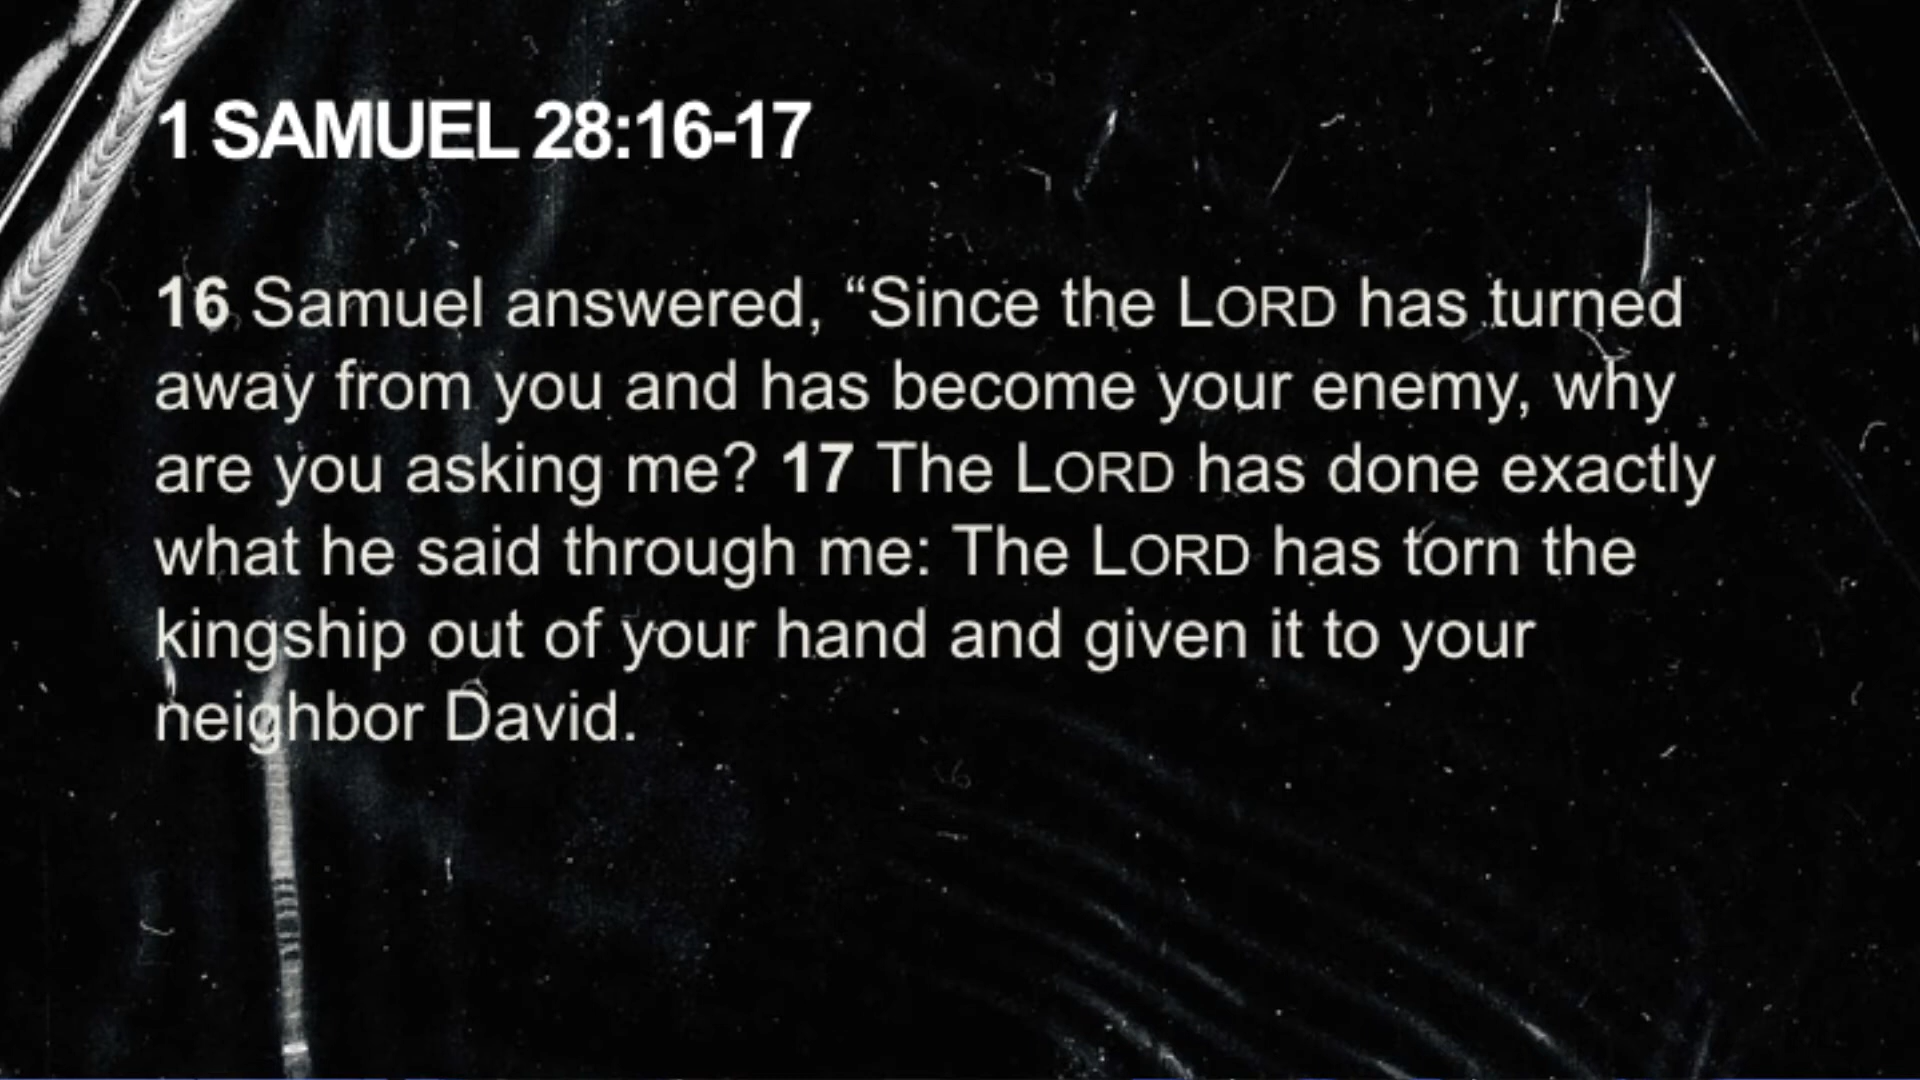 1 SAMUEL 28:16-17
16 Samuel answered, “Since the LORD has turned
away from you and has become your enemy, why
are you asking me? 17 The LORD has done exactly
what he said through me: The LORD has torn the
kingship out of your hand and given it to your
neighbor David.